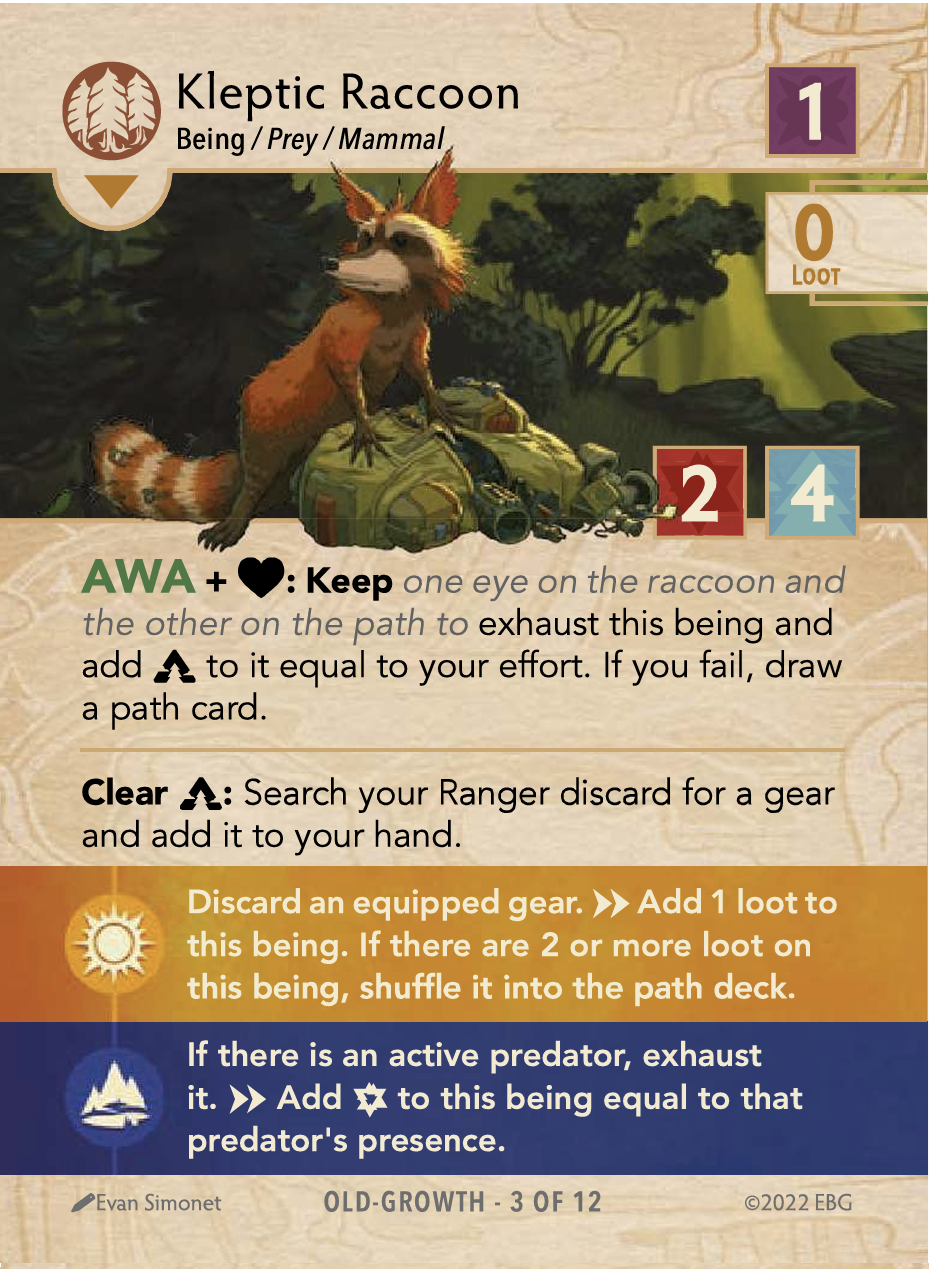 Kleptic Raccoon
Being / Prey / Mammal
1
0
LOOT
2
4
AWA + : Keep one eye on the raccoon and
the other on the path to exhaust this being and
add to it equal to your effort. If you fail, draw
a path card.
Clear : Search your Ranger discard for a gear
and add it to your hand.
Discard an equipped gear. Add 1 loot to
this being. If there are 2 or more loot on
this being, shuffle it into the path deck.
If there is an active predator, exhaust
it. Add to this being equal to that
predator's presence.
Evan Simonet
OLD-GROWTH - 3 OF 12
©2022 EBG